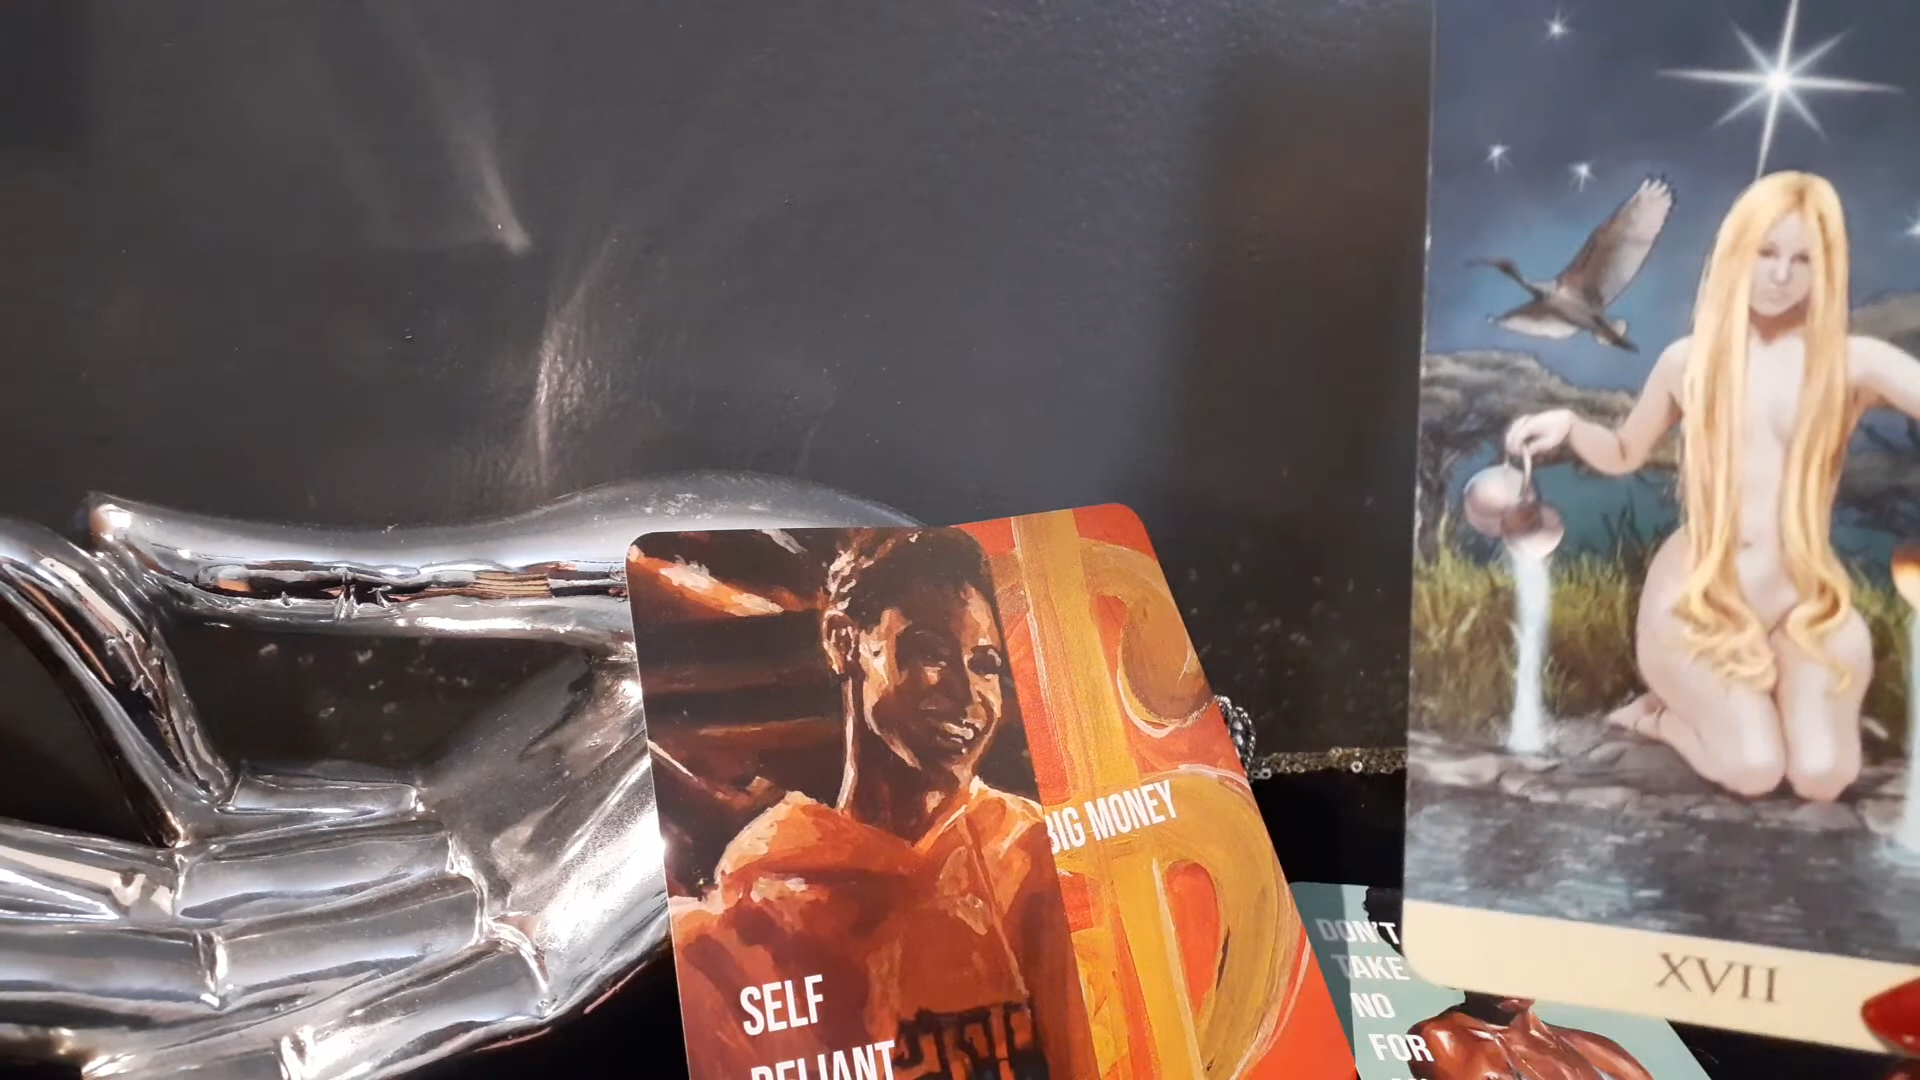 SELF
RELIANT
BIG MONEY
DON'T
TAKE
NO
FOR
XVII